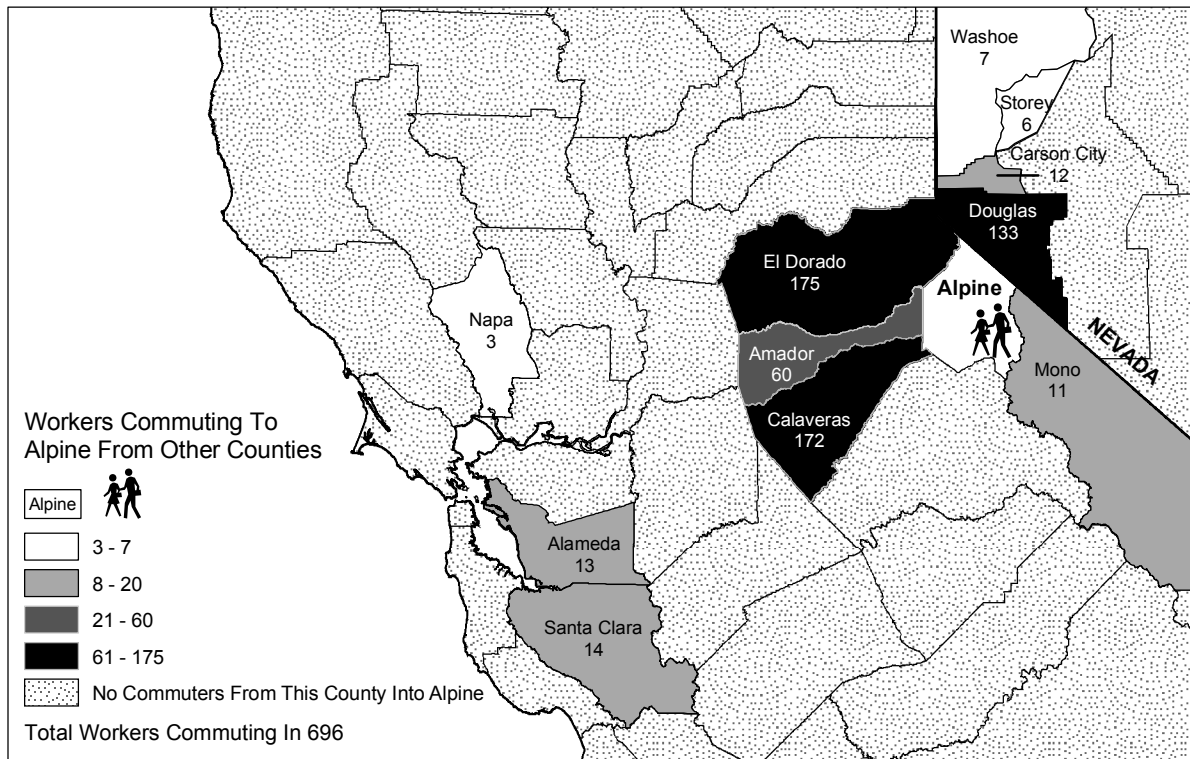 Washoe
7
Storey
6
Carson City
12
Douglas
133
El Dorado
175
Alpine
NEVADA
Napa
3
Amador
60
Mono
11
Calaveras
172
Alameda
13
Santa Clara
14
Workers Commuting To
Alpine From Other Counties
Alpine
3 - 7
8 - 20
21 - 60
61 - 175
No Commuters From This County Into Alpine
Total Workers Commuting In 696